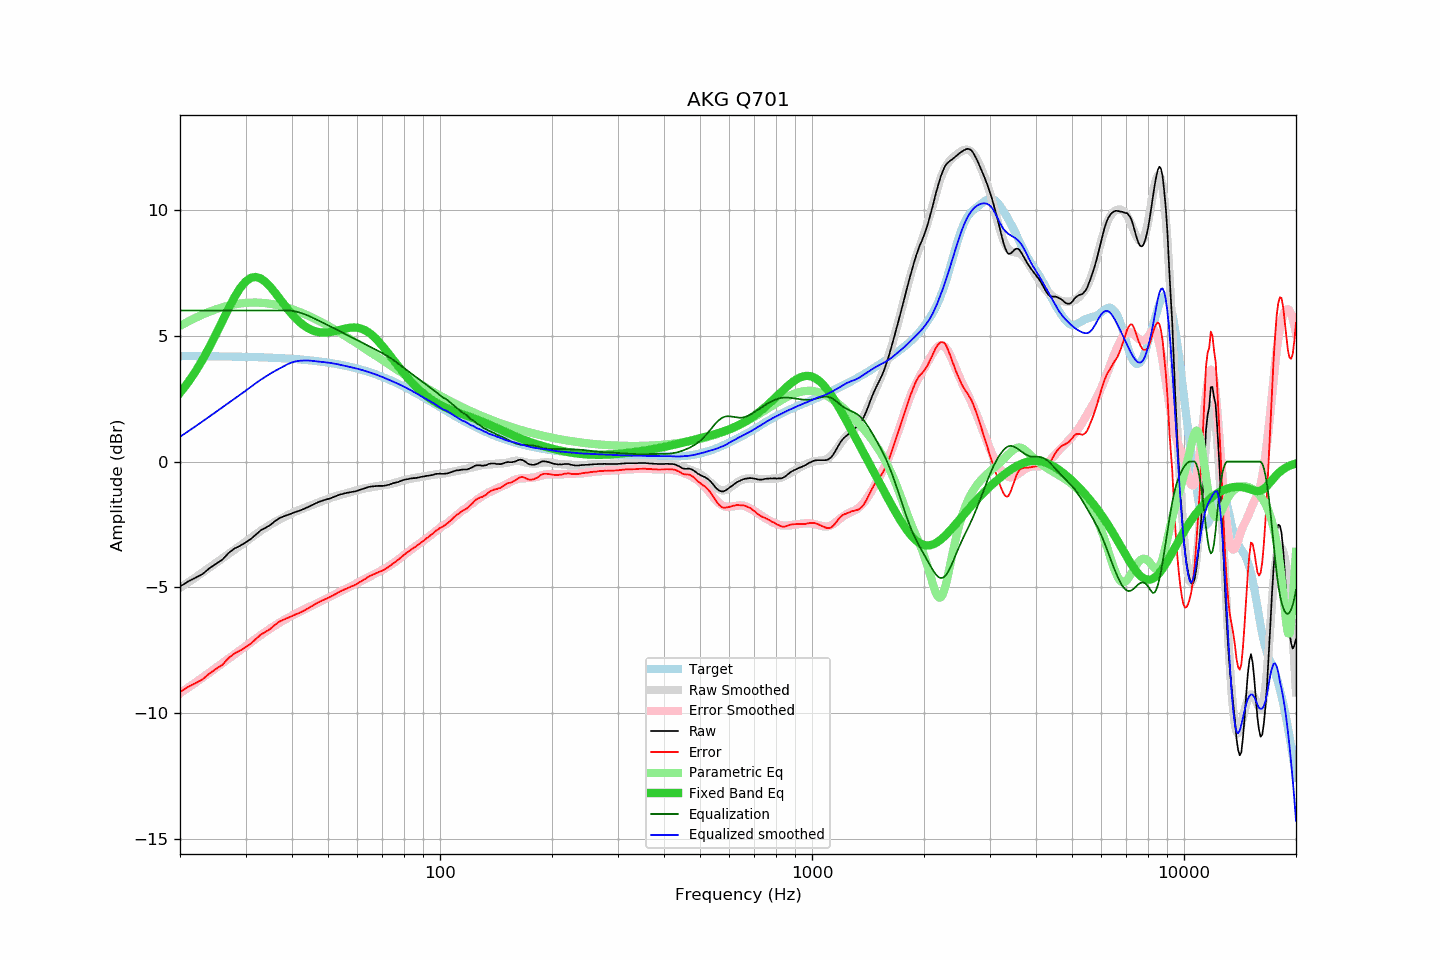 AKG Q701
10
5
0
−5
−10
−15
Amplitude (dBr)
100
1000
10000
Frequency (Hz)
Target
Raw Smoothed
Error Smoothed
Raw
Error
Parametric Eq
Fixed Band Eq
Equalization
Equalized smoothed